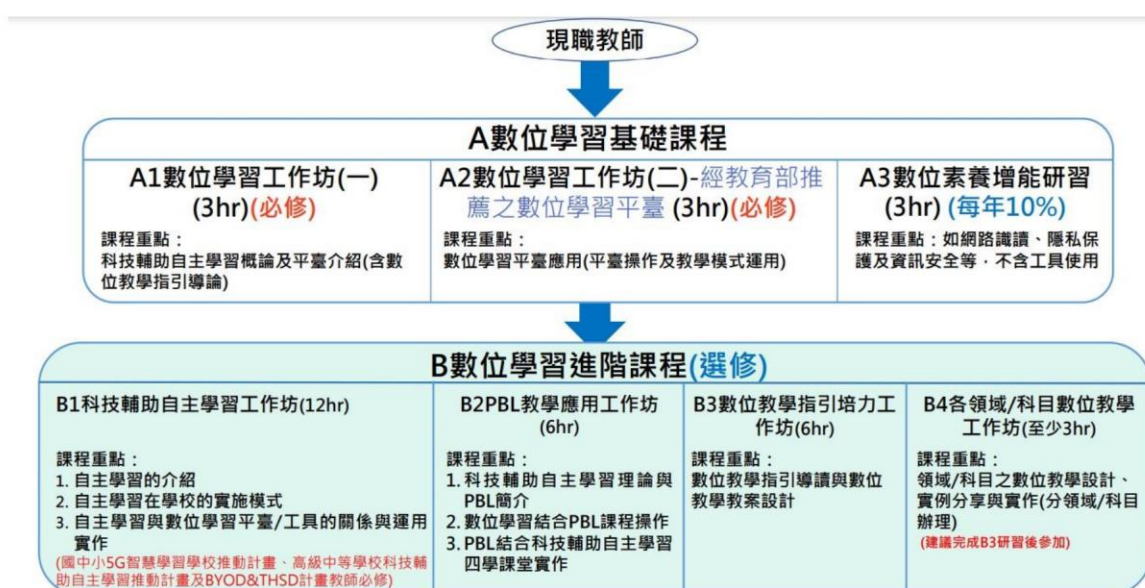 現職教師
A數位學習基礎課程
A1數位學習工作坊(一)
(3hr)(必修)
課程重點：
科技輔助自主學習概論及平臺介紹(含數
位教學指引導論)
A2數位學習工作坊(二)-經教育部推
薦之數位學習平臺 (3hr)(必修)
課程重點：
數位學習平臺應用(平臺操作及教學模式運用)
A3數位素養增能研習
(3hr) (每年10%)
課程重點：如網路識讀、隱私保
護及資訊安全等，不含工具使用
B數位學習進階課程(選修)
B1科技輔助自主學習工作坊(12hr)
課程重點：
1. 自主學習的介紹
2. 自主學習在學校的實施模式
3. 自主學習與數位學習平臺/工具的關係與運用
實作
(國中小5G智慧學習學校推動計畫、高級中等學校科技輔
助自主學習推動計畫及BYOD&THSD計畫教師必修)
B2PBL教學應用工作坊
(6hr)
課程重點：
1. 科技輔助自主學習理論與
PBL簡介
2. 數位學習結合PBL課程操作
3. PBL結合科技輔助自主學習
四學課堂實作
B3數位教學指引培力工
作坊(6hr)
課程重點：
數位教學指引導讀與數位
教學教案設計
B4各領域/科目數位教學
工作坊(至少3hr)
課程重點：
領域/科目之數位教學設計、
實例分享與實作(分領域/科目
辦理)
(建議完成B3研習後參加)